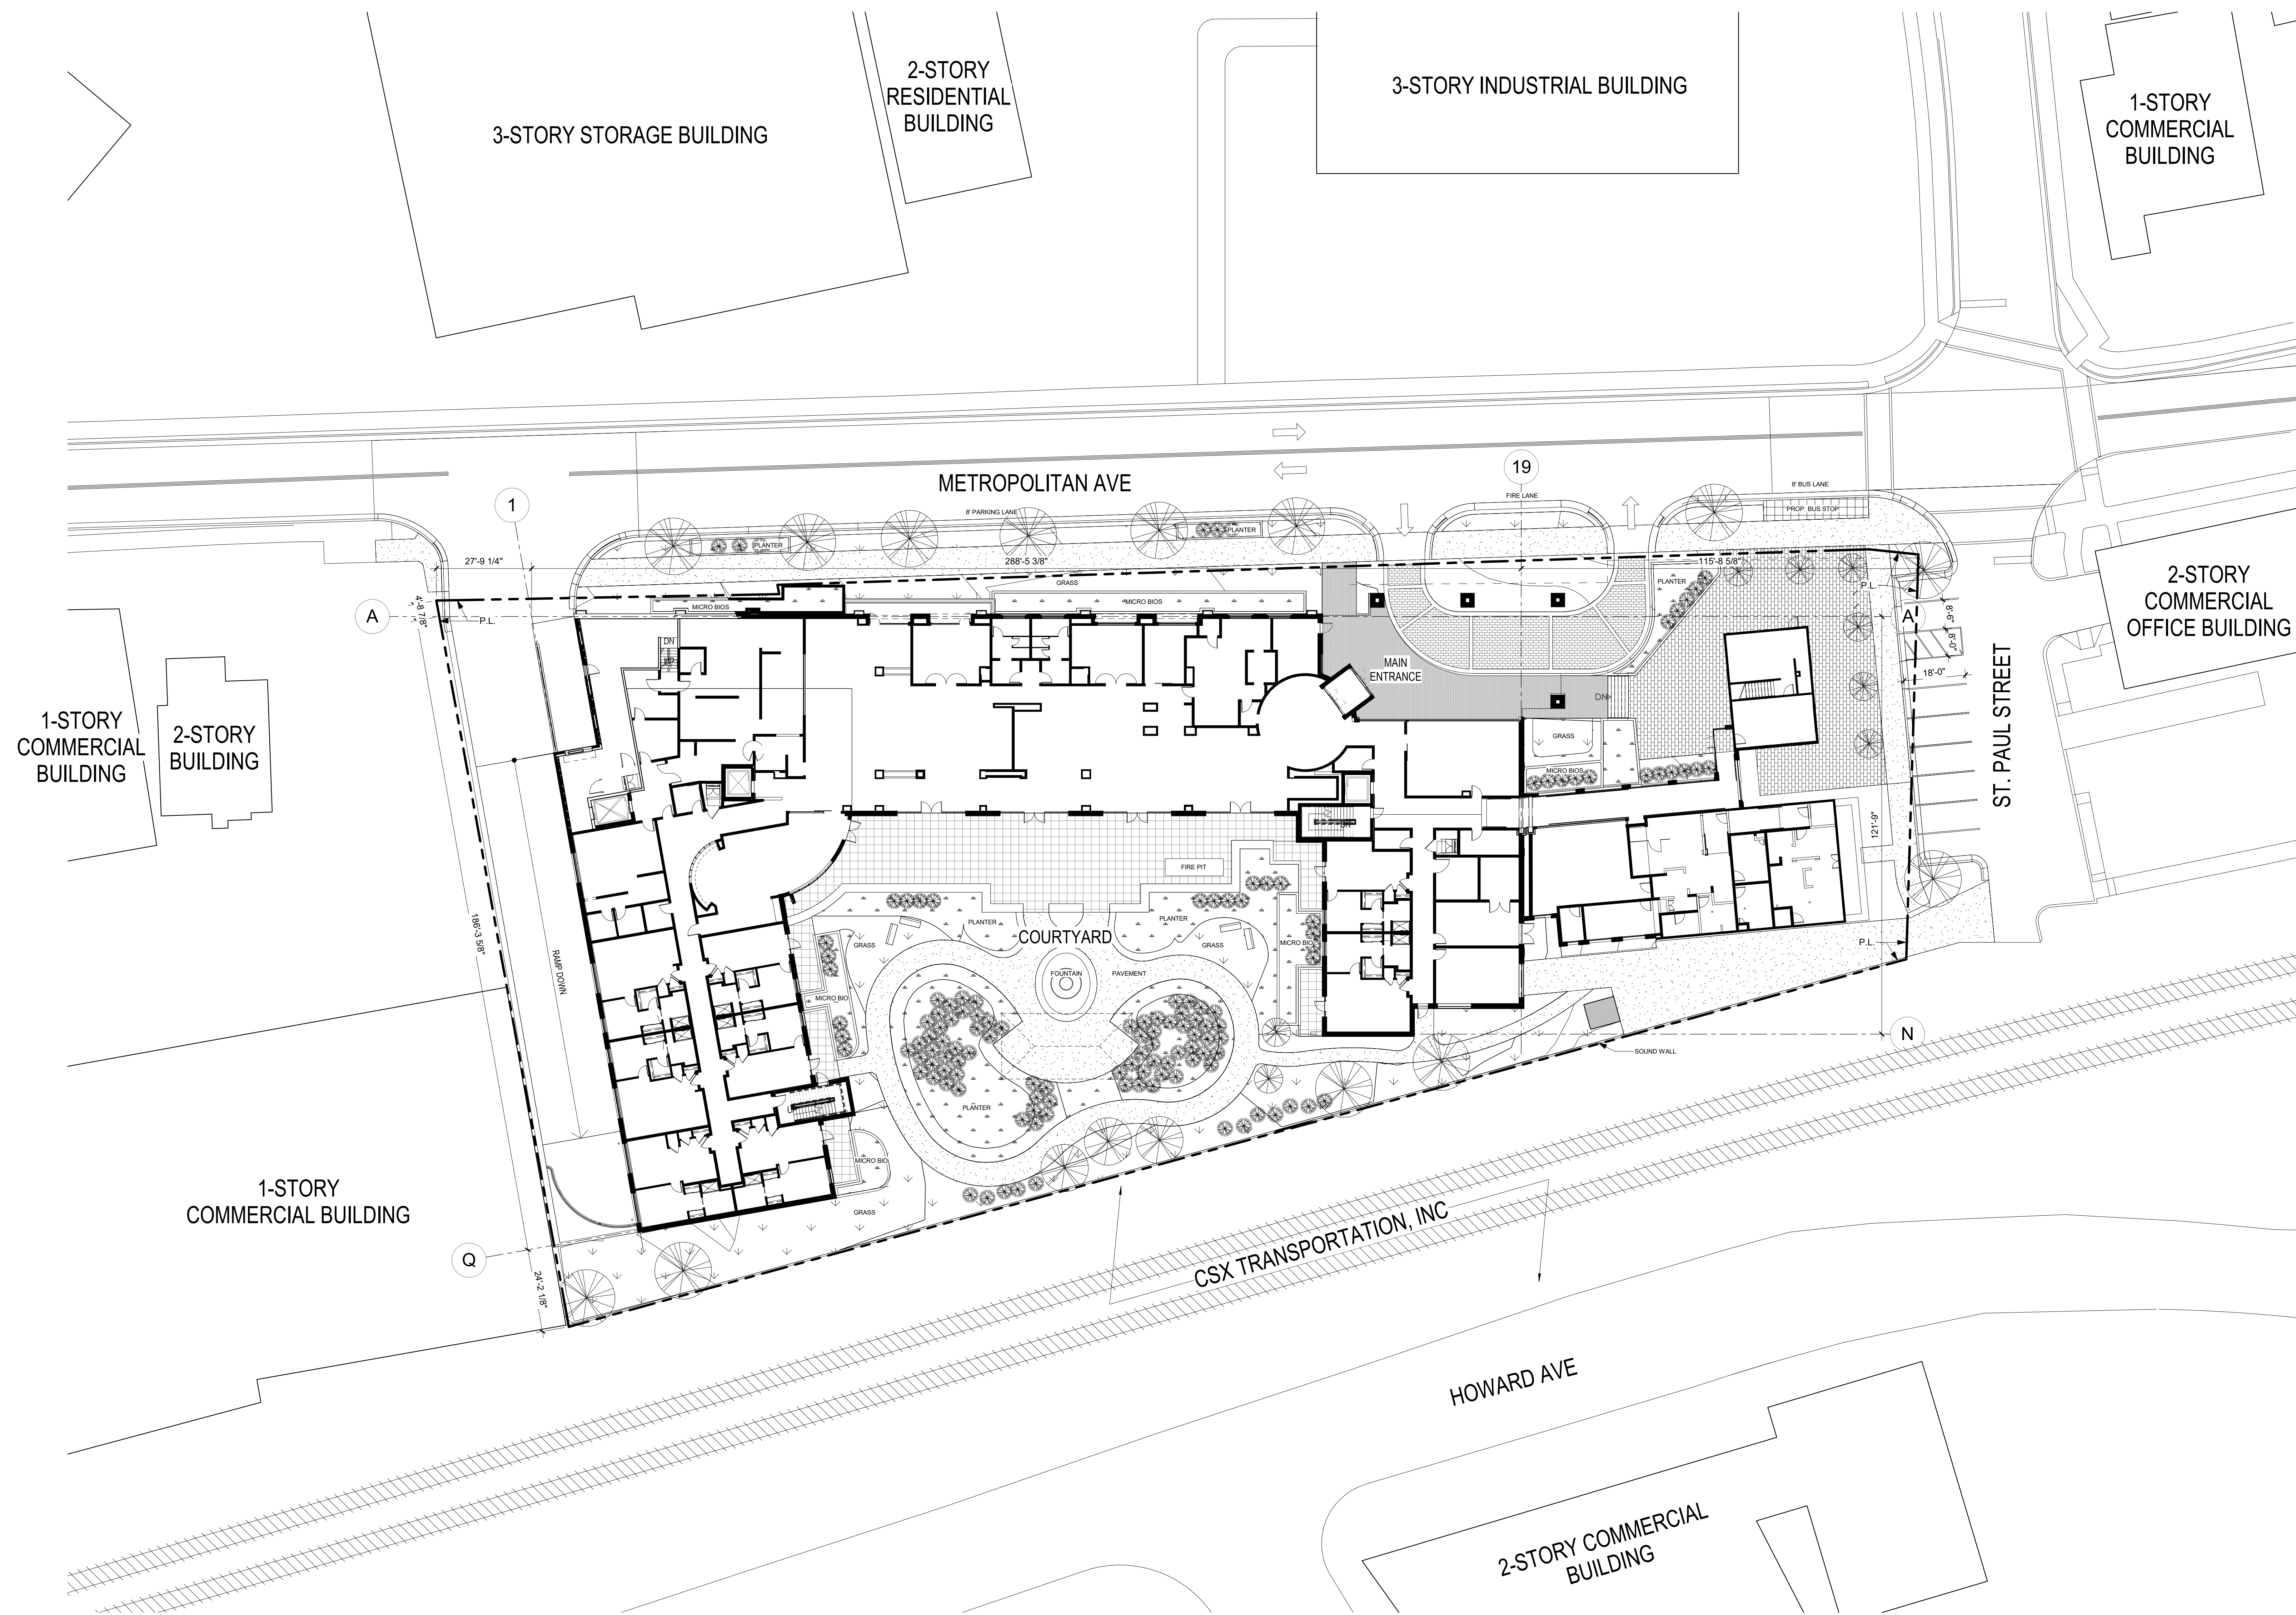 2-STORY
RESIDENTIAL
BUILDING
3-STORY INDUSTRIAL BUILDING
1-STORY
COMMERCIAL
BUILDING
3-STORY STORAGE BUILDING
METROPOLITAN AVE
19
1
8' BUS LANE
FIRE LANE
PROP. BUS STOP
8' PARKING LANE
PLANTER
PLANTER
27'-9 1/4"
288'-5 3/8"
115'-8 5/8"
GRASS
PLANTER
P.L.
MICRO BIOS
MICRO BIOS
4'-8 7/8"
P.L.
A
A
8'-6"
8'-0"
18'-0"
2-STORY
COMMERCIAL
OFFICE BUILDING
ST. PAUL STREET
DN
UP
MAIN
ENTRANCE
DN
GRASS
MICRO BIOS
1-STORY
COMMERCIAL
BUILDING
2-STORY
BUILDING
121'-9"
DN
FIRE PIT
PLANTER
PLANTER
COURTYARD
GRASS
GRASS
MICRO BIO
P.L.
186'-3 5/8"
RAMP DOWN
FOUNTAIN
PAVEMENT
MICRO BIO
N
SOUND WALL
PLANTER
UP
MICRO BIO
GRASS
1-STORY
COMMERCIAL BUILDING
Q
24'-2 1/8"
CSX TRANSPORTATION, INC
HOWARD AVE
2-STORY COMMERCIAL
BUILDING